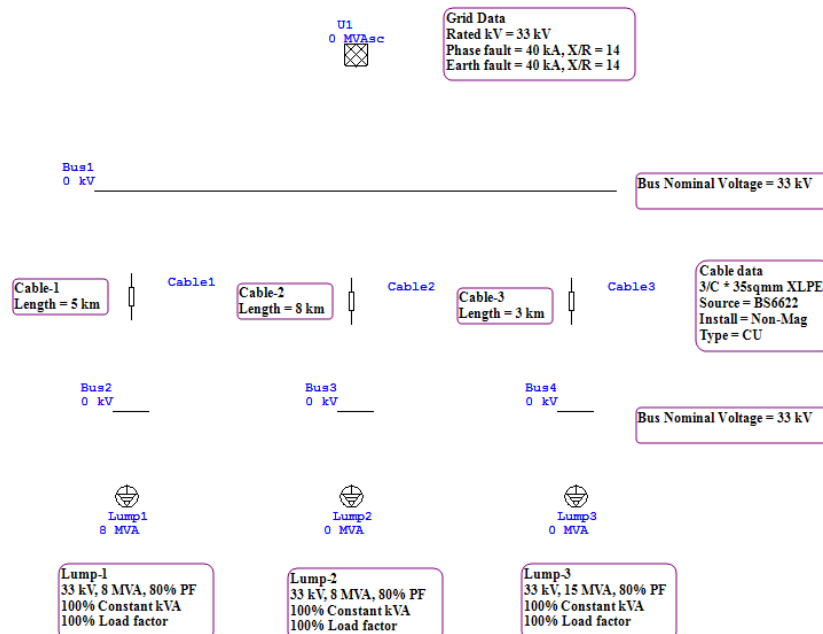 U1
0 MVAsc
Grid Data
Rated kV = 33 kV
Phase fault = 40 kA, X/R = 14
Earth fault = 40 kA, X/R = 14
Bus1
0 kV
Bus Nominal Voltage = 33 kV
Cable-1
Length = 5 km
Cable1
Cable-2
Length = 8 km
Cable2
Cable-3
Length = 3 km
Cable3
Cable data
3/C * 35sqmm XLPE
Source = BS6622
Install = Non-Mag
Type = CU
Bus2
0 kV
Bus3
0 kV
Bus4
0 kV
Bus Nominal Voltage = 33 kV
Lump1
8 MVA
Lump2
0 MVA
Lump3
0 MVA
Lump-1
33 kV, 8 MVA, 80% PF
100% Constant kVA
100% Load factor
Lump-2
33 kV, 8 MVA, 80% PF
100% Constant kVA
100% Load factor
Lump-3
33 kV, 15 MVA, 80% PF
100% Constant kVA
100% Load factor